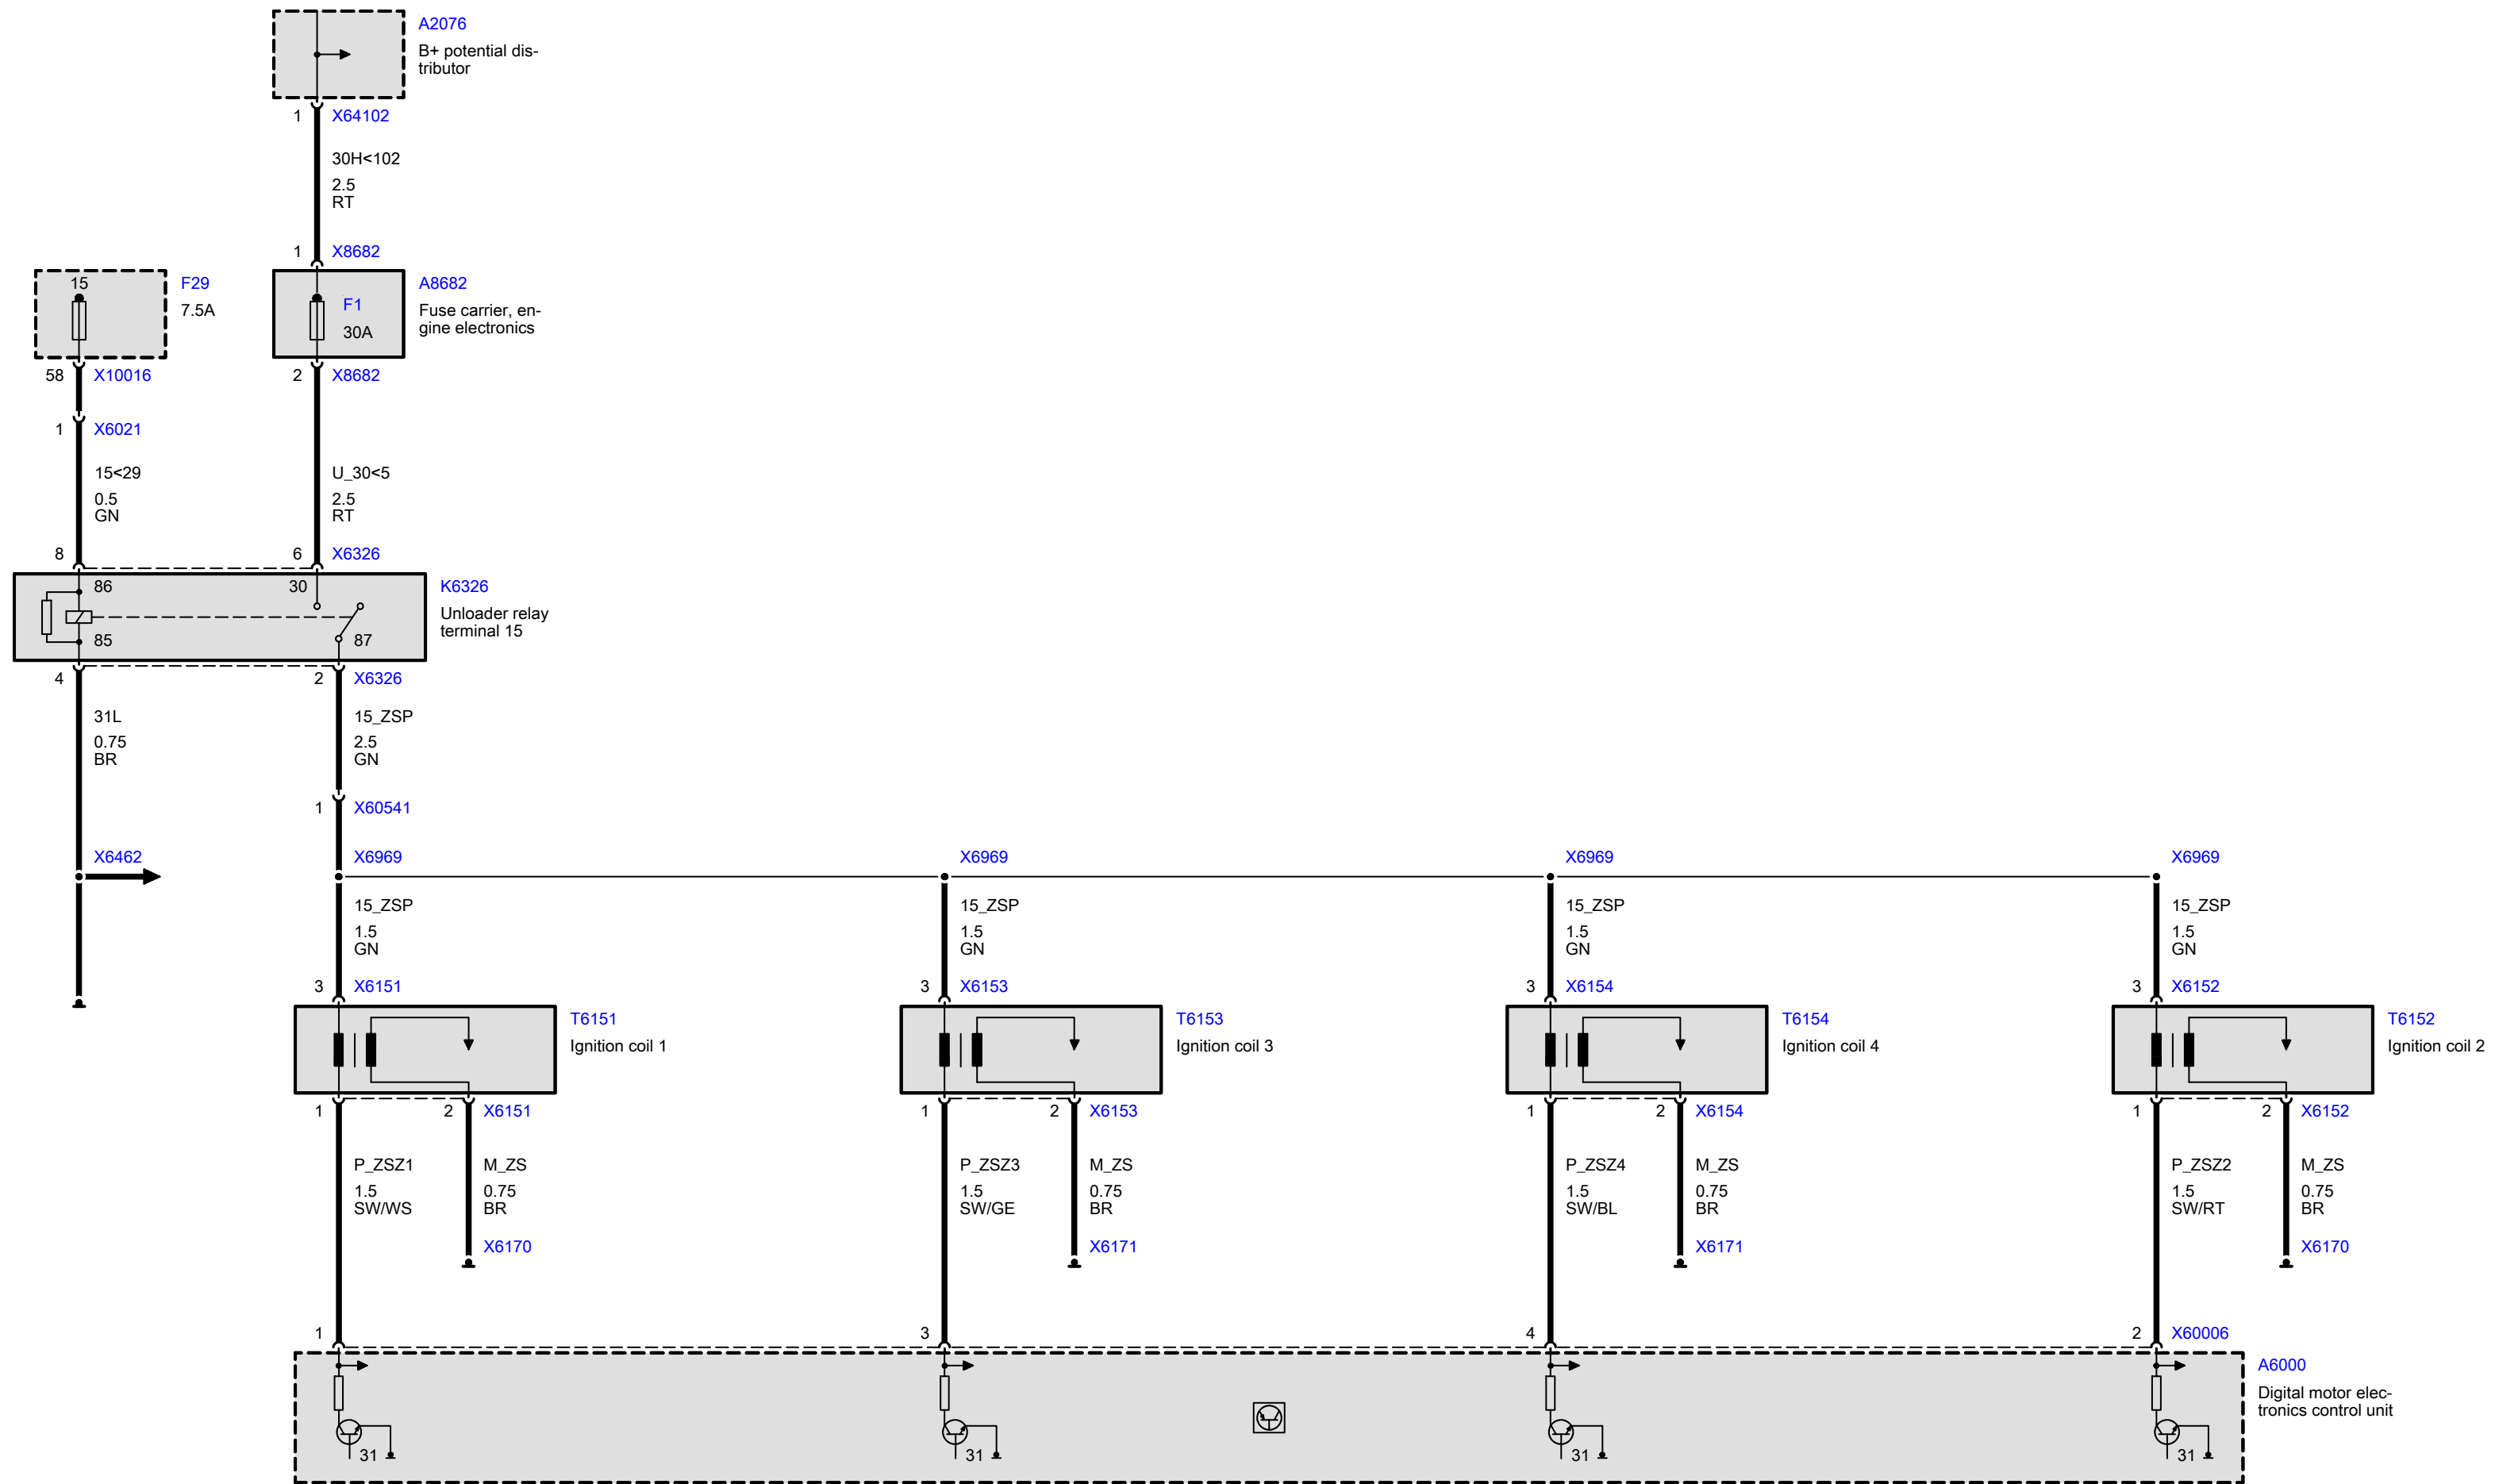 A2076
B+ potential dis-
tributor
1 X64102
30H<102
2.5
RT
1 X8682
15
F29
7.5A
F1
30A
A8682
Fuse carrier, en-
gine electronics
58 X10016
2 X8682
1 X6021
15<29
0.5
GN
U_30<5
2.5
RT
8
6 X6326
86
30
85
87
K6326
Unloader relay
terminal 15
4
2 X6326
31L
0.75
BR
15_ZSP
2.5
GN
1 X60541
X6462
X6969
X6969
X6969
X6969
15_ZSP
1.5
GN
15_ZSP
1.5
GN
15_ZSP
1.5
GN
15_ZSP
1.5
GN
3 X6151
3 X6153
3 X6154
3 X6152
T6151
Ignition coil 1
T6153
Ignition coil 3
T6154
Ignition coil 4
T6152
Ignition coil 2
1
2 X6151
1
2 X6153
1
2 X6154
1
2 X6152
P_ZSZ1
1.5
SW/WS
M_ZS
0.75
BR
X6170
P_ZSZ3
1.5
SW/GE
M_ZS
0.75
BR
X6171
P_ZSZ4
1.5
SW/BL
M_ZS
0.75
BR
X6171
P_ZSZ2
1.5
SW/RT
M_ZS
0.75
BR
X6170
1
3
4
2 X60006
A6000
Digital motor elec-
tronics control unit
31
31
31
31